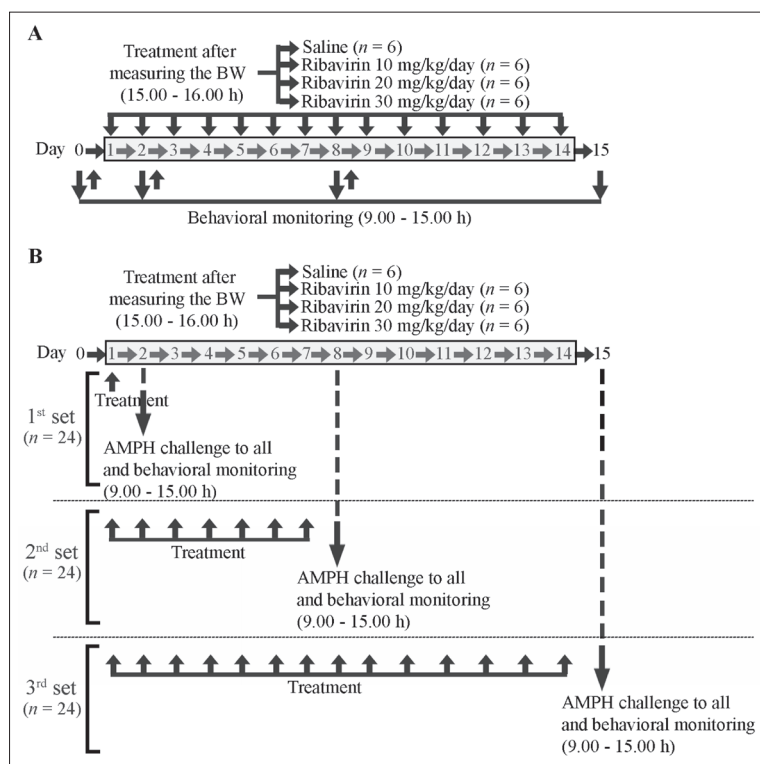 A
Treatment after
measuring the BW
(15.00 - 16.00 h)
Saline (n = 6)
Ribavirin 10 mg/kg/day (n = 6)
Ribavirin 20 mg/kg/day (n = 6)
Ribavirin 30 mg/kg/day (n = 6)
Day 0 1 2 3 4 5 6 7 8 9 10 11 12 13 14 15
Behavioral monitoring (9.00 - 15.00 h)
B
Treatment after
measuring the BW
(15.00 - 16.00 h)
Saline (n = 6)
Ribavirin 10 mg/kg/day (n = 6)
Ribavirin 20 mg/kg/day (n = 6)
Ribavirin 30 mg/kg/day (n = 6)
Day 0 1 2 3 4 5 6 7 8 9 10 11 12 13 14 15
1st set
(n = 24)
Treatment
AMPH challenge to all
and behavioral monitoring
(9.00 - 15.00 h)
2nd set
(n = 24)
Treatment
AMPH challenge to all
and behavioral monitoring
(9.00 - 15.00 h)
3rd set
(n = 24)
Treatment
AMPH challenge to all
and behavioral monitoring
(9.00 - 15.00 h)